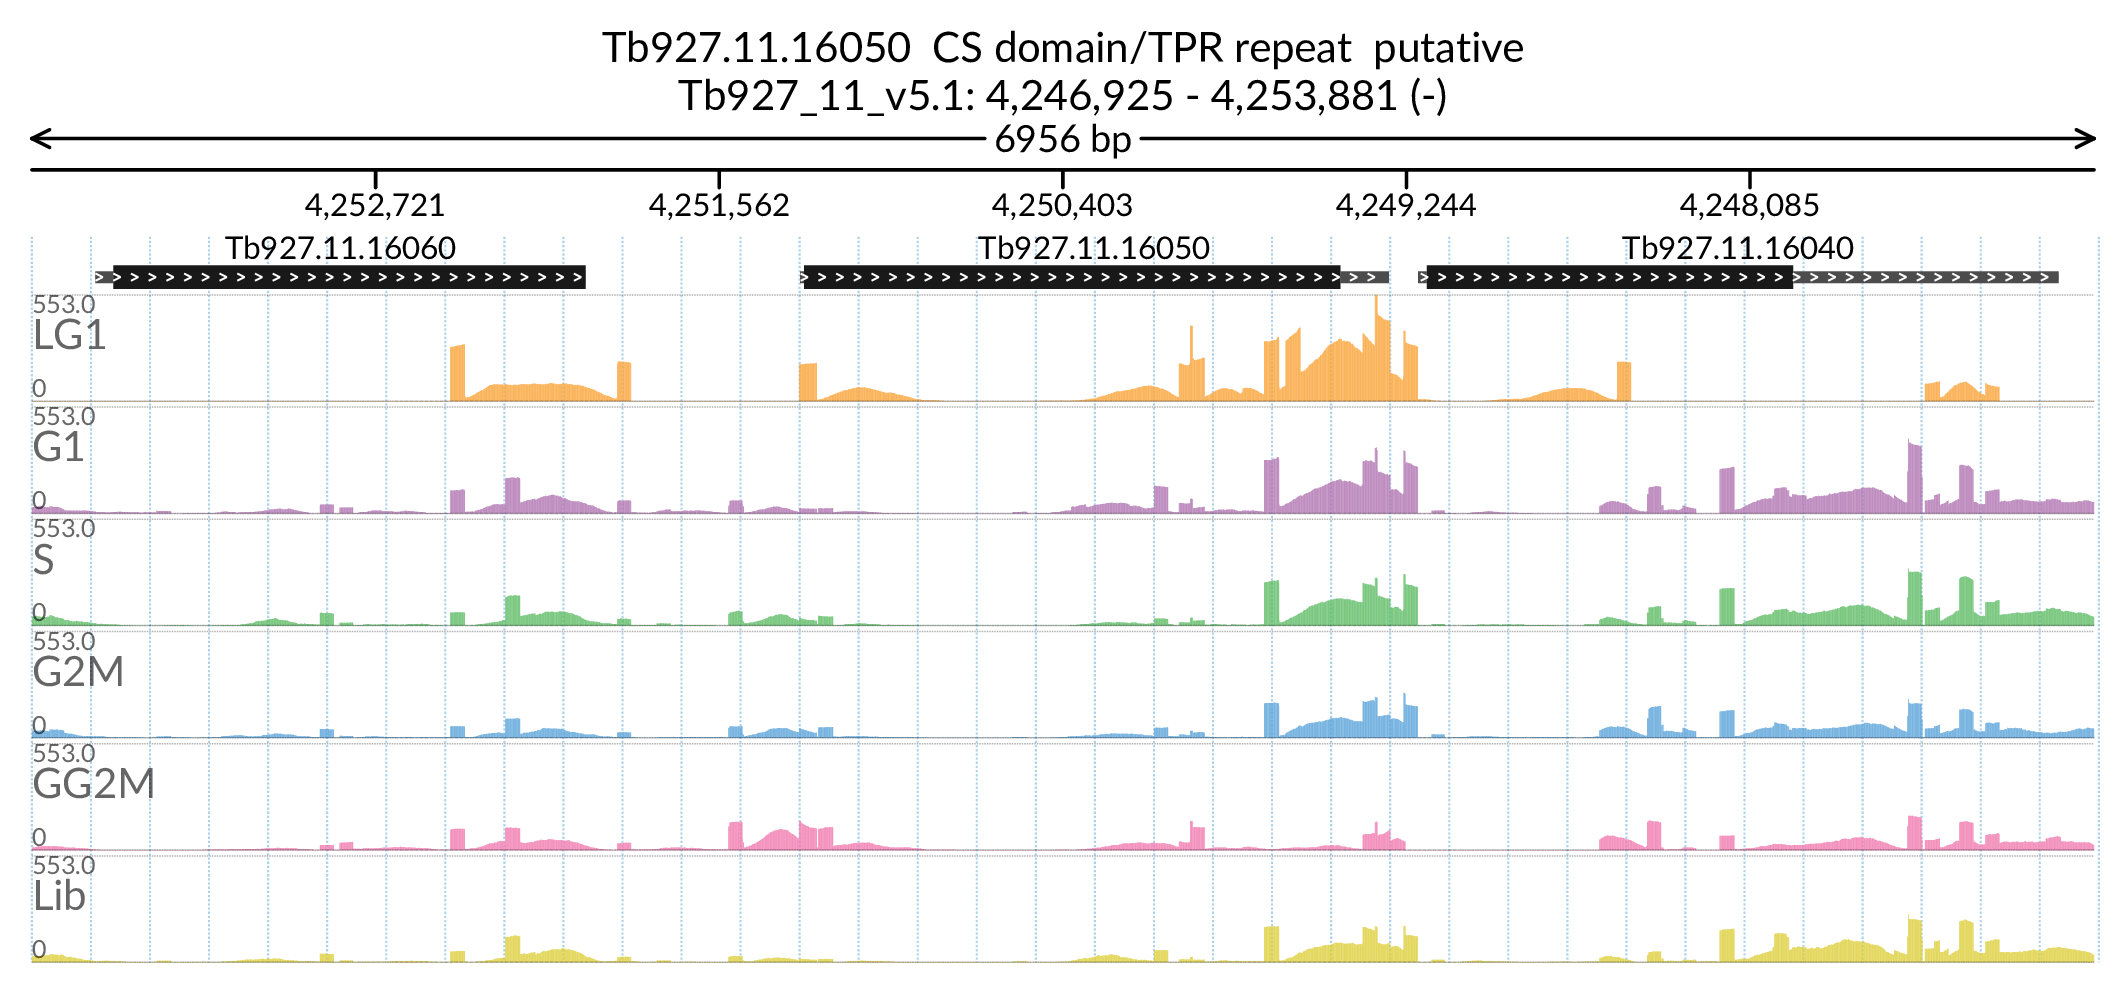 Tb927.11.16050  CS domain/TPR repeat  putative
Tb927_11_v5.1: 4,246,925 - 4,253,881 (-)
6956 bp
4,252,721 4,251,562 4,250,403 4,249,244 4,248,085
Tb927.11.16060 Tb927.11.16050 Tb927.11.16040
553.0
LG1
0
553.0
G1
0
553.0
S
0
553.0
G2M
0
553.0
GG2M
0
553.0
Lib
0